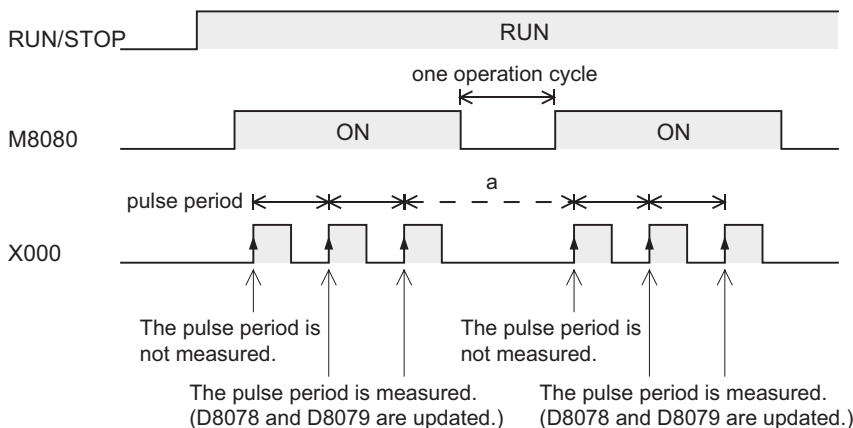 RUN/STOP
RUN
one operation cycle
M8080
ON
ON
pulse period
a
X000
The pulse period is
not measured.
The pulse period is
not measured.
The pulse period is measured.
(D8078 and D8079 are updated.)
The pulse period is measured.
(D8078 and D8079 are updated.)